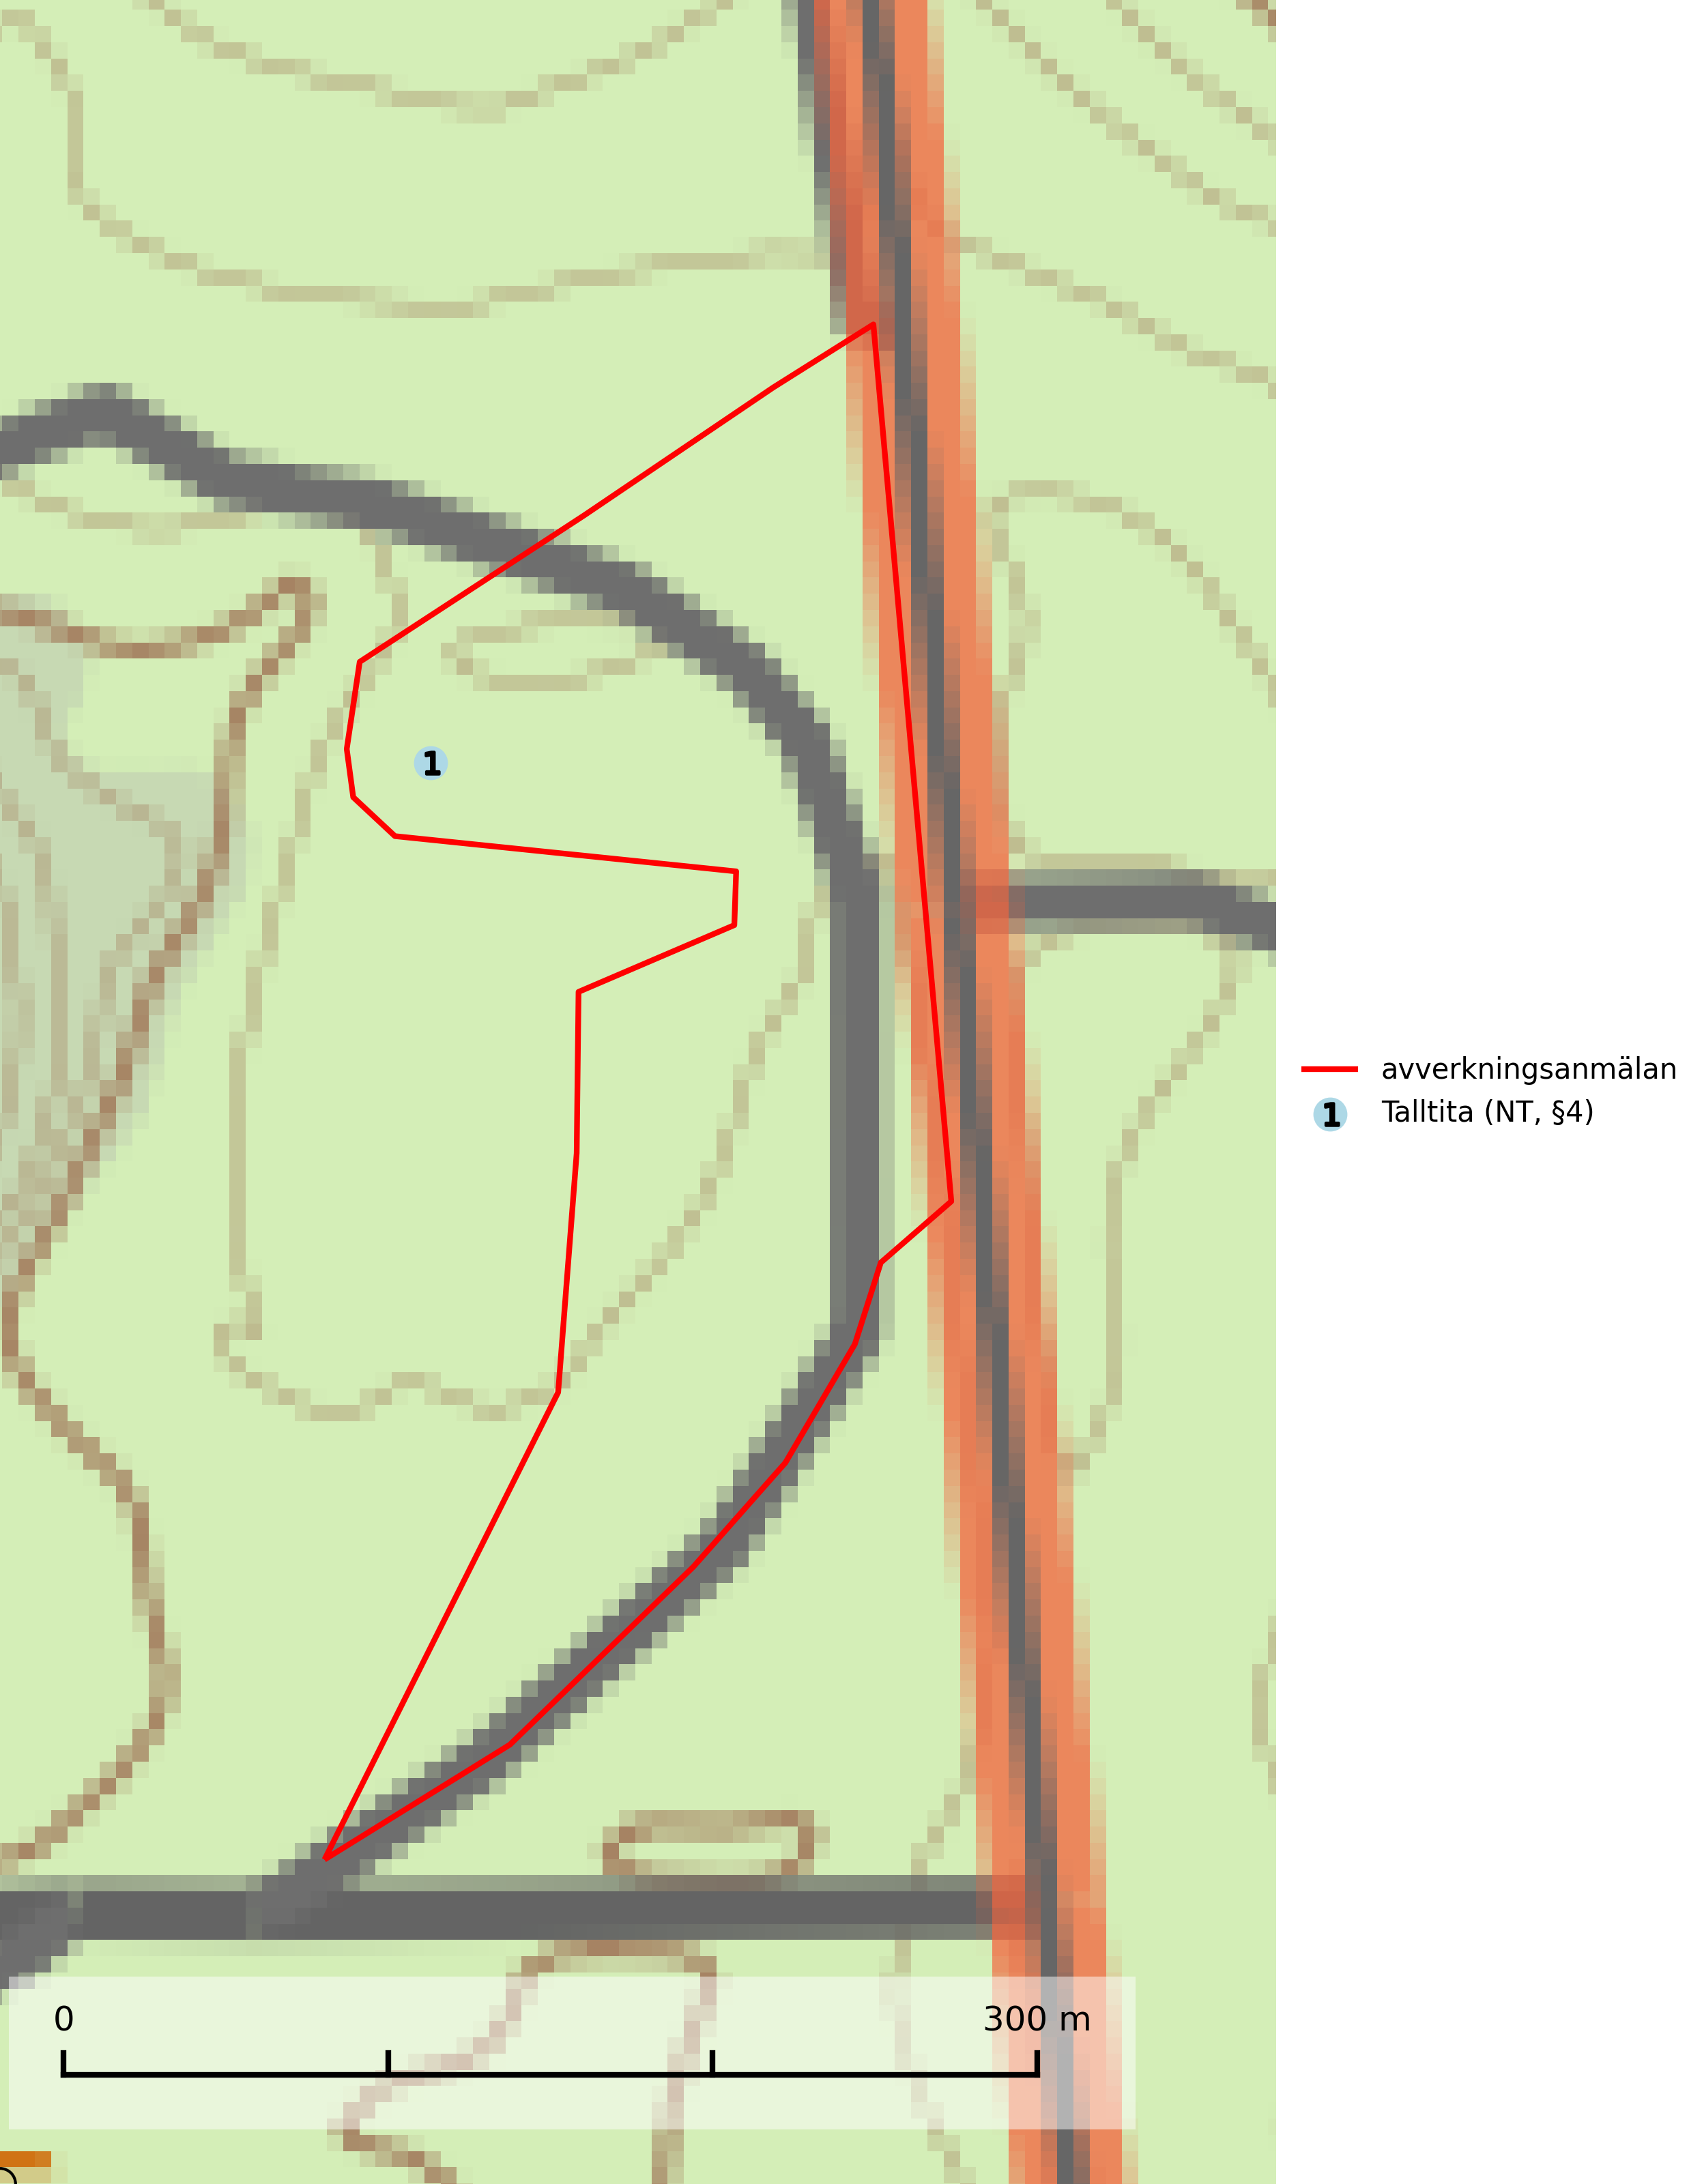 1
avverkningsanmälan
1 Talltita (NT, §4)
0 300 m